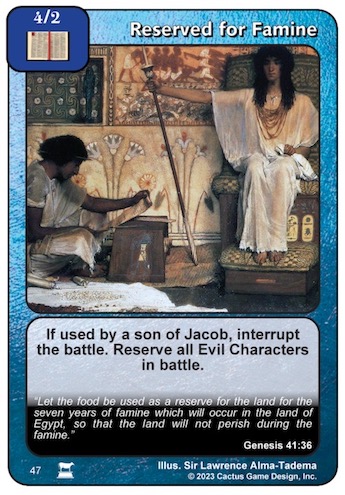 4/2
Reserved for Famine
If used by a son of Jacob, interrupt
the battle. Reserve all Evil Characters
in battle.
"Let the food be used as a reserve for the land for the
seven years of famine which will occur in the land of
Egypt, so that the land will not perish during the
famine."
Genesis 41:36
47
Illus. Sir Lawrence Alma-Tadema
© 2023 Cactus Game Design, Inc.